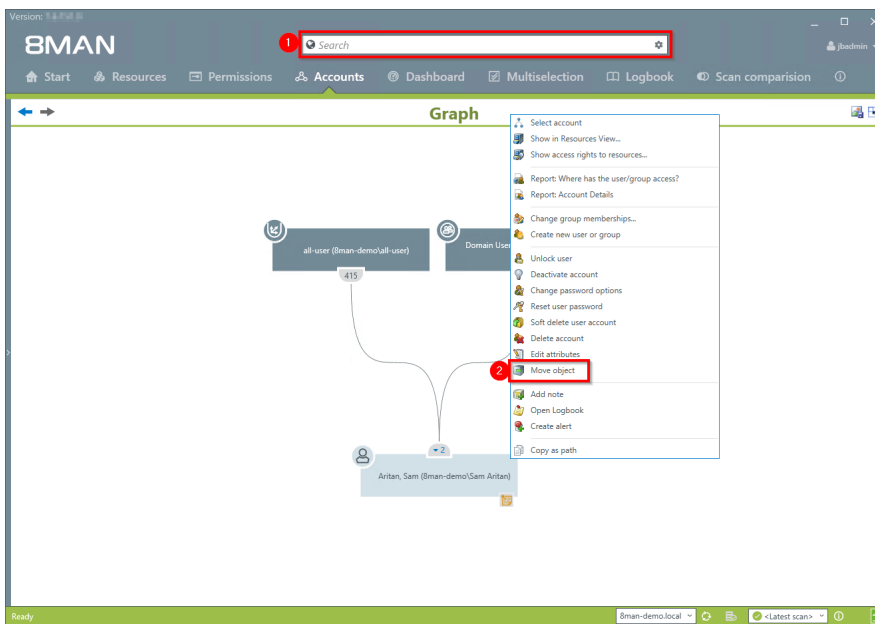 Version:
8MAN
1
Search
jbadmin
Start
Resources
Permissions
Accounts
Dashboard
Multiselection
Logbook
Scan comparision
Graph
Select account
Show in Resources View...
Show access rights to resources...
Report: Where has the user/group access?
Report: Account Details
Change group memberships...
Create new user or group
Unlock user
Deactivate account
Change password options
Reset user password
Soft delete user account
Delete account
Edit attributes
2
Move object
Add note
Open Logbook
Create alert
Copy as path
all-user (8man-demo\all-user)
Domain User
415
2
Aritan, Sam (8man-demo\Sam Aritan)
Ready
8man-demo.local
<Latest scan>